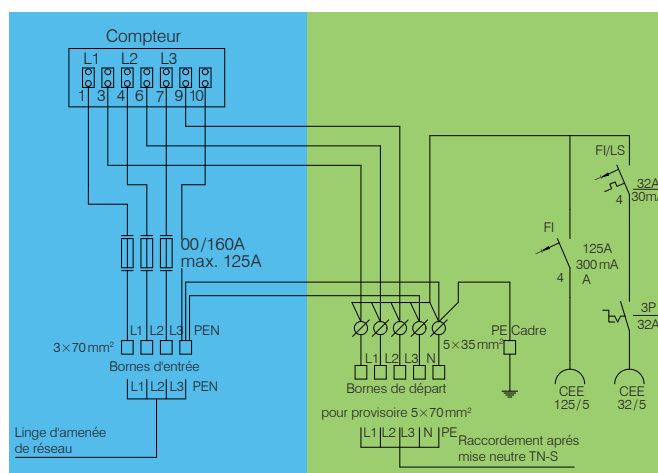 Compteur
L1 L2 L3
1 3 4 6 7 9 10
FI/LS
32A
30mA
4
FI
125A
300mA
A
4
00/160A
max. 125A
3P
32A
L1 L2 L3 PEN
3×70mm²
PE Cadre
5×35mm²
L1 L2 L3 N
Bornes d'entrée
Bornes de départ
CEE
125/5
CEE
32/5
L1 L2 L3 PEN
pour provisoire 5×70mm²
L1 L2 L3 N PE
Linge d'amenée
de réseau
Raccordement aprés
mise neutre TN-S